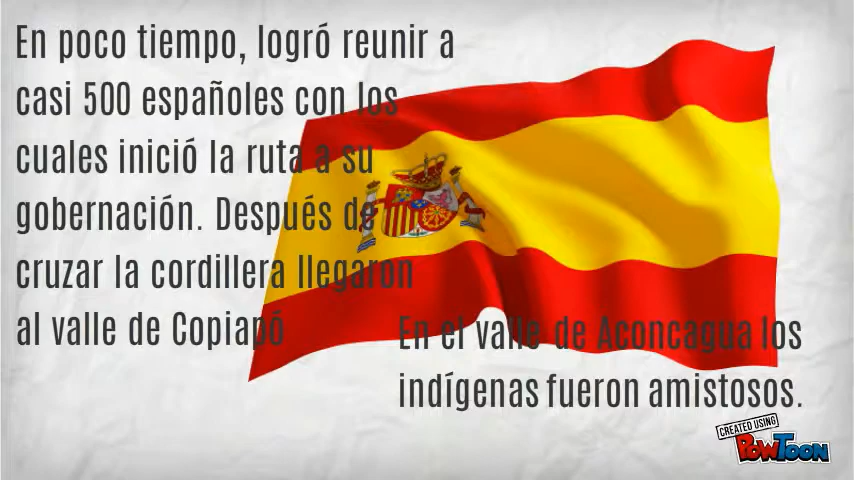 En poco tiempo, logró reunir a
casi 500 españoles con los
cuales inició la ruta a su
gobernación. Después de
cruzar la cordillera llegaron
al valle de Copiapó
En el valle de Aconcagua los
indígenas fueron amistosos.
CREATED USING
POWTOON